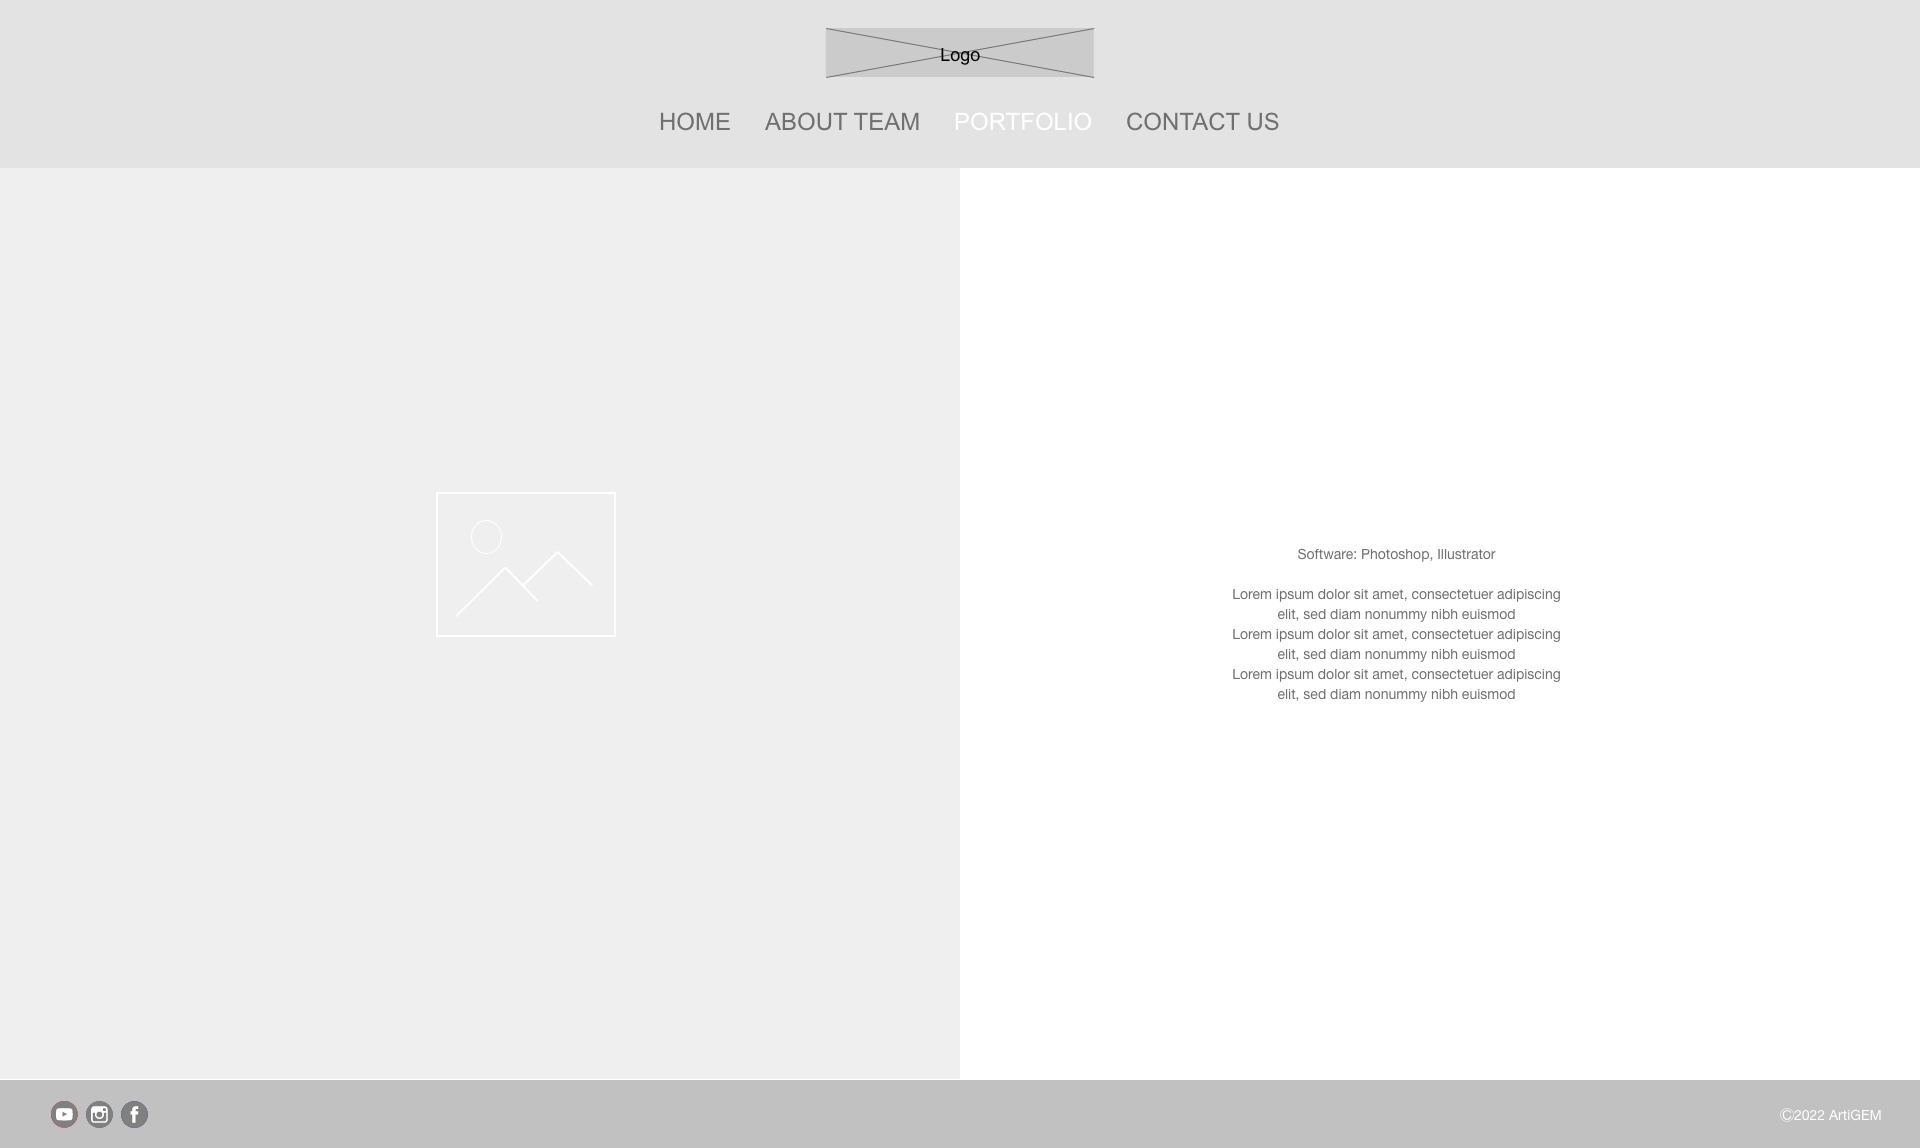 Logo
HOME ABOUT TEAM PORTFOLIO CONTACT US
Software: Photoshop, Illustrator
Lorem ipsum dolor sit amet, consectetuer adipiscing
elit, sed diam nonummy nibh euismod
Lorem ipsum dolor sit amet, consectetuer adipiscing
elit, sed diam nonummy nibh euismod
Lorem ipsum dolor sit amet, consectetuer adipiscing
elit, sed diam nonummy nibh euismod
©2022 ArtiGEM